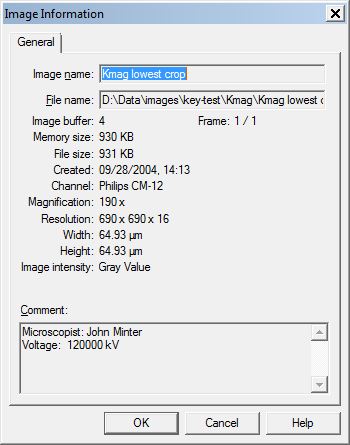 Image Information
General
Image name: Kmag lowest crop
File name: D:\Data\images\key-test\Kmag\Kmag lowest c
Image buffer: 4 Frame: 1 / 1
Memory size: 930 KB
File size: 931 KB
Created: 09/28/2004, 14:13
Channel: Philips CM-12
Magnification: 190 x
Resolution: 690 x 690 x 16
Width: 64.93 µm
Height: 64.93 µm
Image intensity: Gray Value
Comment:
Microscopist: John Minter
Voltage: 120000 kV
OK Cancel Help